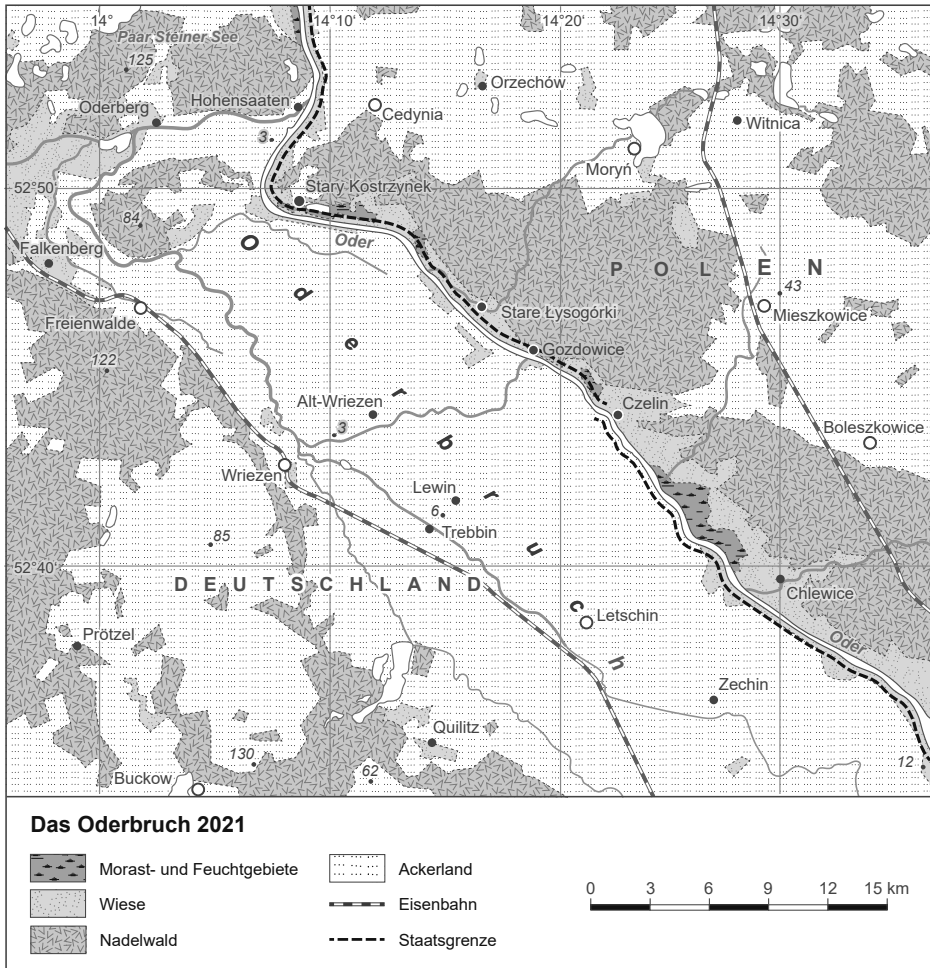 14° 14°10' 14°20' 14°30'
Paar Steiner See
125
Orzechów
Oderberg
Hohensaaten
Cedynia
Witnica
3
Moryń
52°50'
Stary Kostrzynek
84
Oder
Falkenberg
POLEN
43
Freienwalde
Stare Łysogórki
Mieszkowice
Gozdowice
122
Alt-Wriezen
Czelin
3
Boleszkowice
Wriezen
Lewin
6
Trebbin
85
52°40'
DEUTSCHLAND
Chlewice
Oderbruch
Letschin
Oder
Prötzel
Zechin
Quilitz
130
12
Buckow
62
Das Oderbruch 2021
Morast- und Feuchtgebiete
Wiese
Nadelwald
Ackerland
Eisenbahn
Staatsgrenze
0 3 6 9 12 15 km